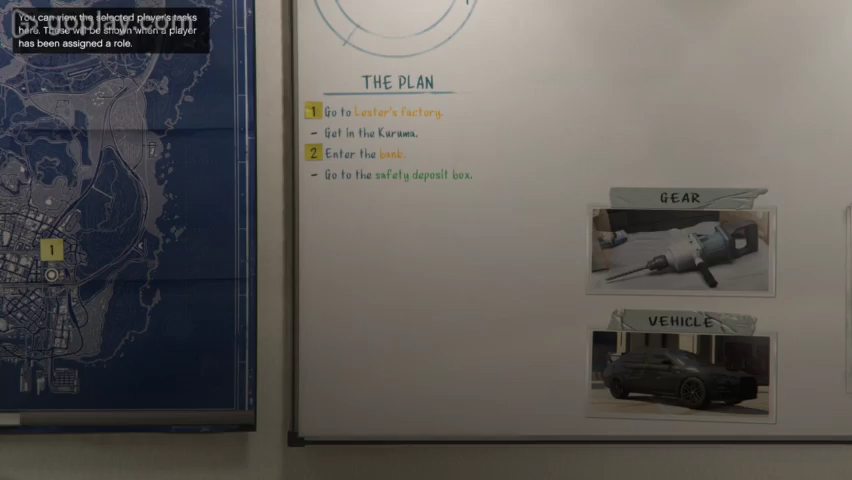 You can view the selected player's tasks
here. These will be shown when a player
has been assigned a role.
THE PLAN
1 Go to Lester's factory.
- Get in the Kuruma.
2 Enter the bank.
- Go to the safety deposit box.
GEAR
1
VEHICLE